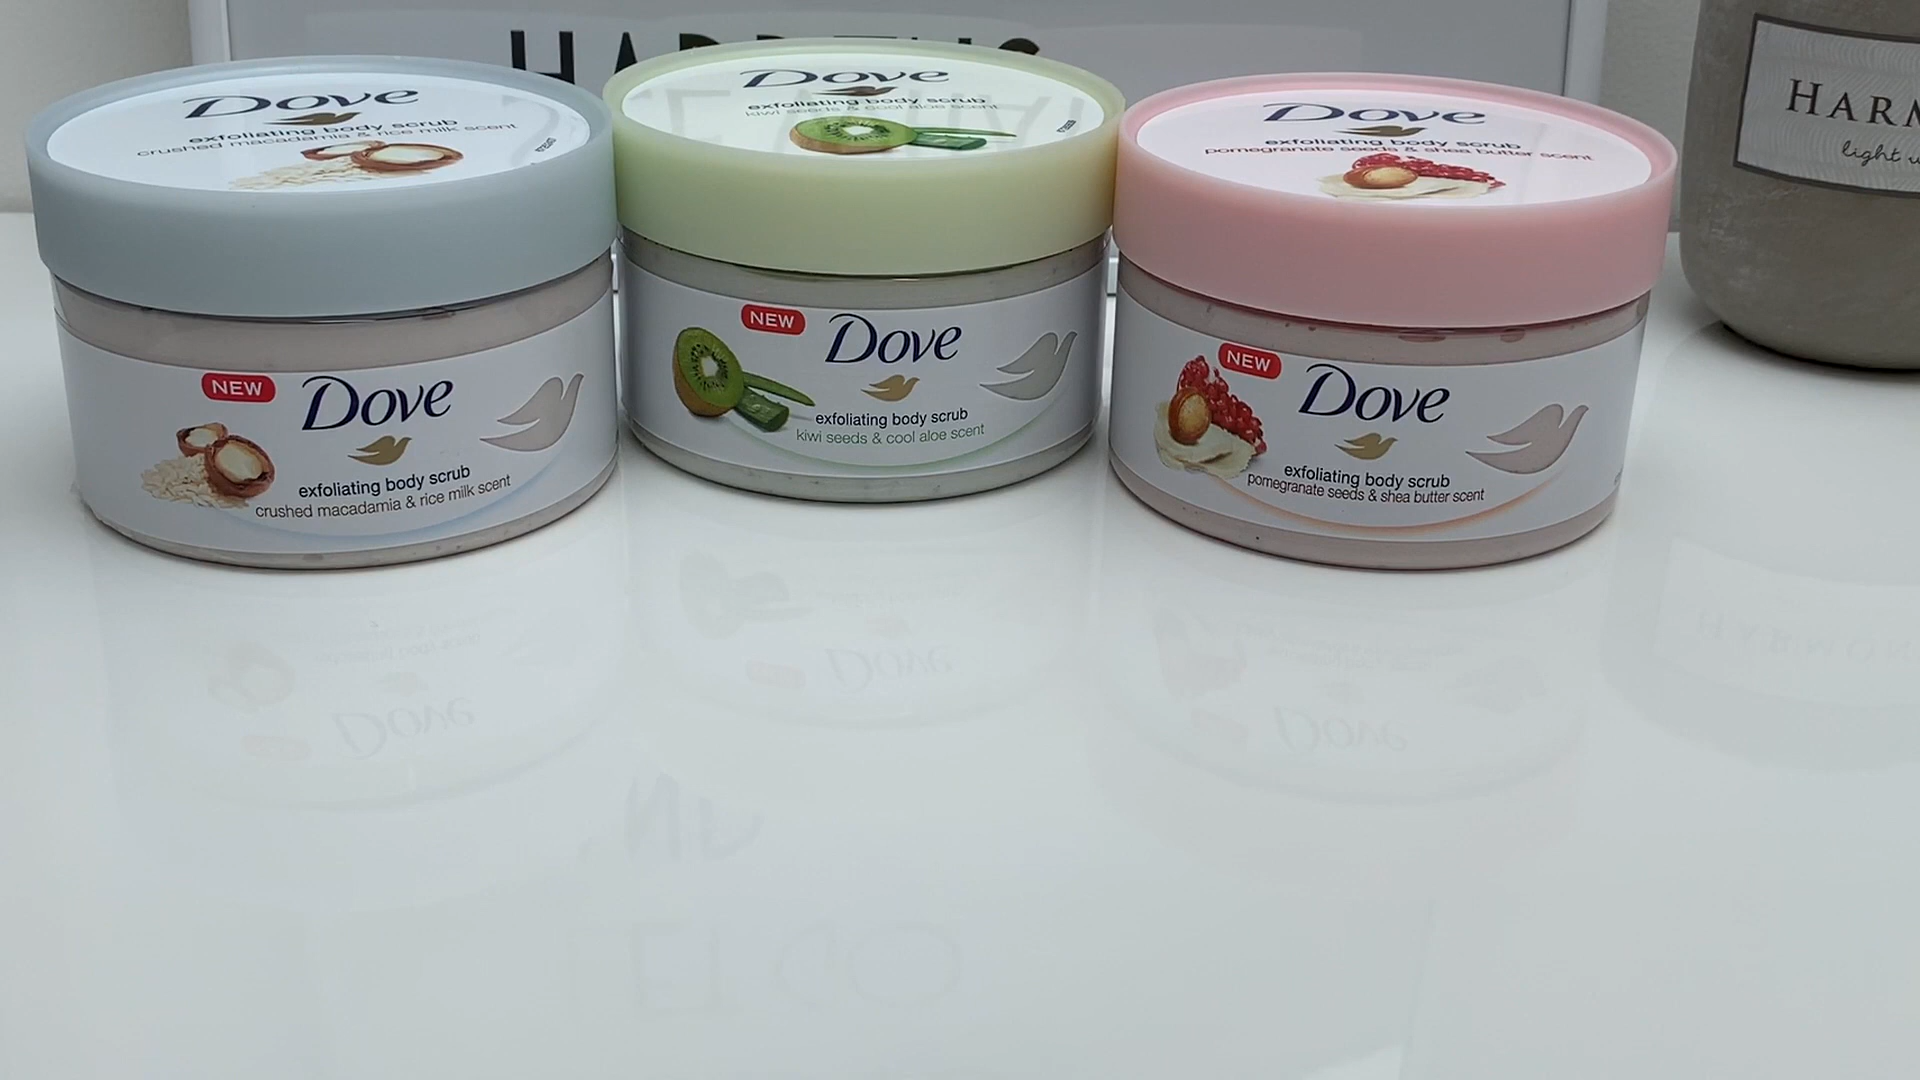 Dove
exfoliating body scrub
crushed macadamia & rice milk scent
NEW
Dove
exfoliating body scrub
crushed macadamia & rice milk scent
Dove
exfoliating body scrub
kiwi seeds & cool aloe scent
NEW
Dove
exfoliating body scrub
kiwi seeds & cool aloe scent
Dove
exfoliating body scrub
pomegranate seeds & shea butter scent
NEW
Dove
exfoliating body scrub
pomegranate seeds & shea butter scent
HARM
light